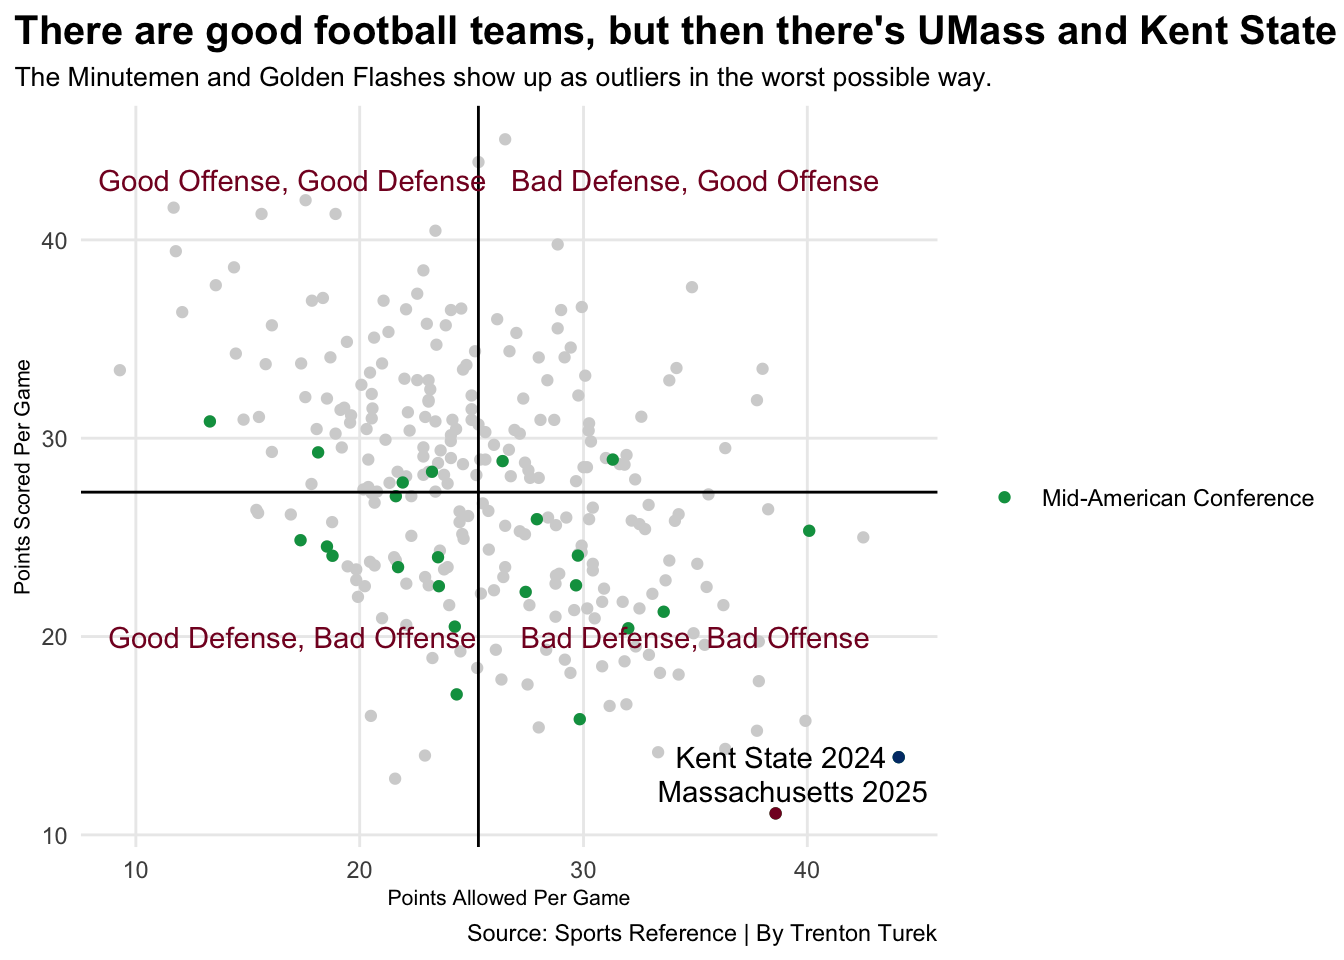 There are good football teams, but then there's UMass and Kent State
The Minutemen and Golden Flashes show up as outliers in the worst possible way.
Good Offense, Good Defense
Bad Defense, Good Offense
40
30
20
10
Points Scored Per Game
Mid-American Conference
Good Defense, Bad Offense
Bad Defense, Bad Offense
Kent State 2024
Massachusetts 2025
10 20 30 40
Points Allowed Per Game
Source: Sports Reference | By Trenton Turek